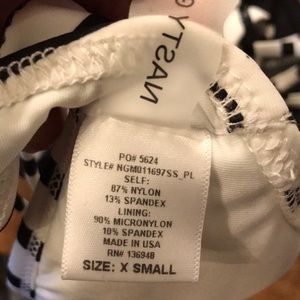 NASTY G
PO# 5624
STYLE# NGM011697SS_PL
SELF:
87% NYLON
13% SPANDEX
LINING:
90% MICRONYLON
10% SPANDEX
MADE IN USA
RN# 136948
SIZE: X SMALL